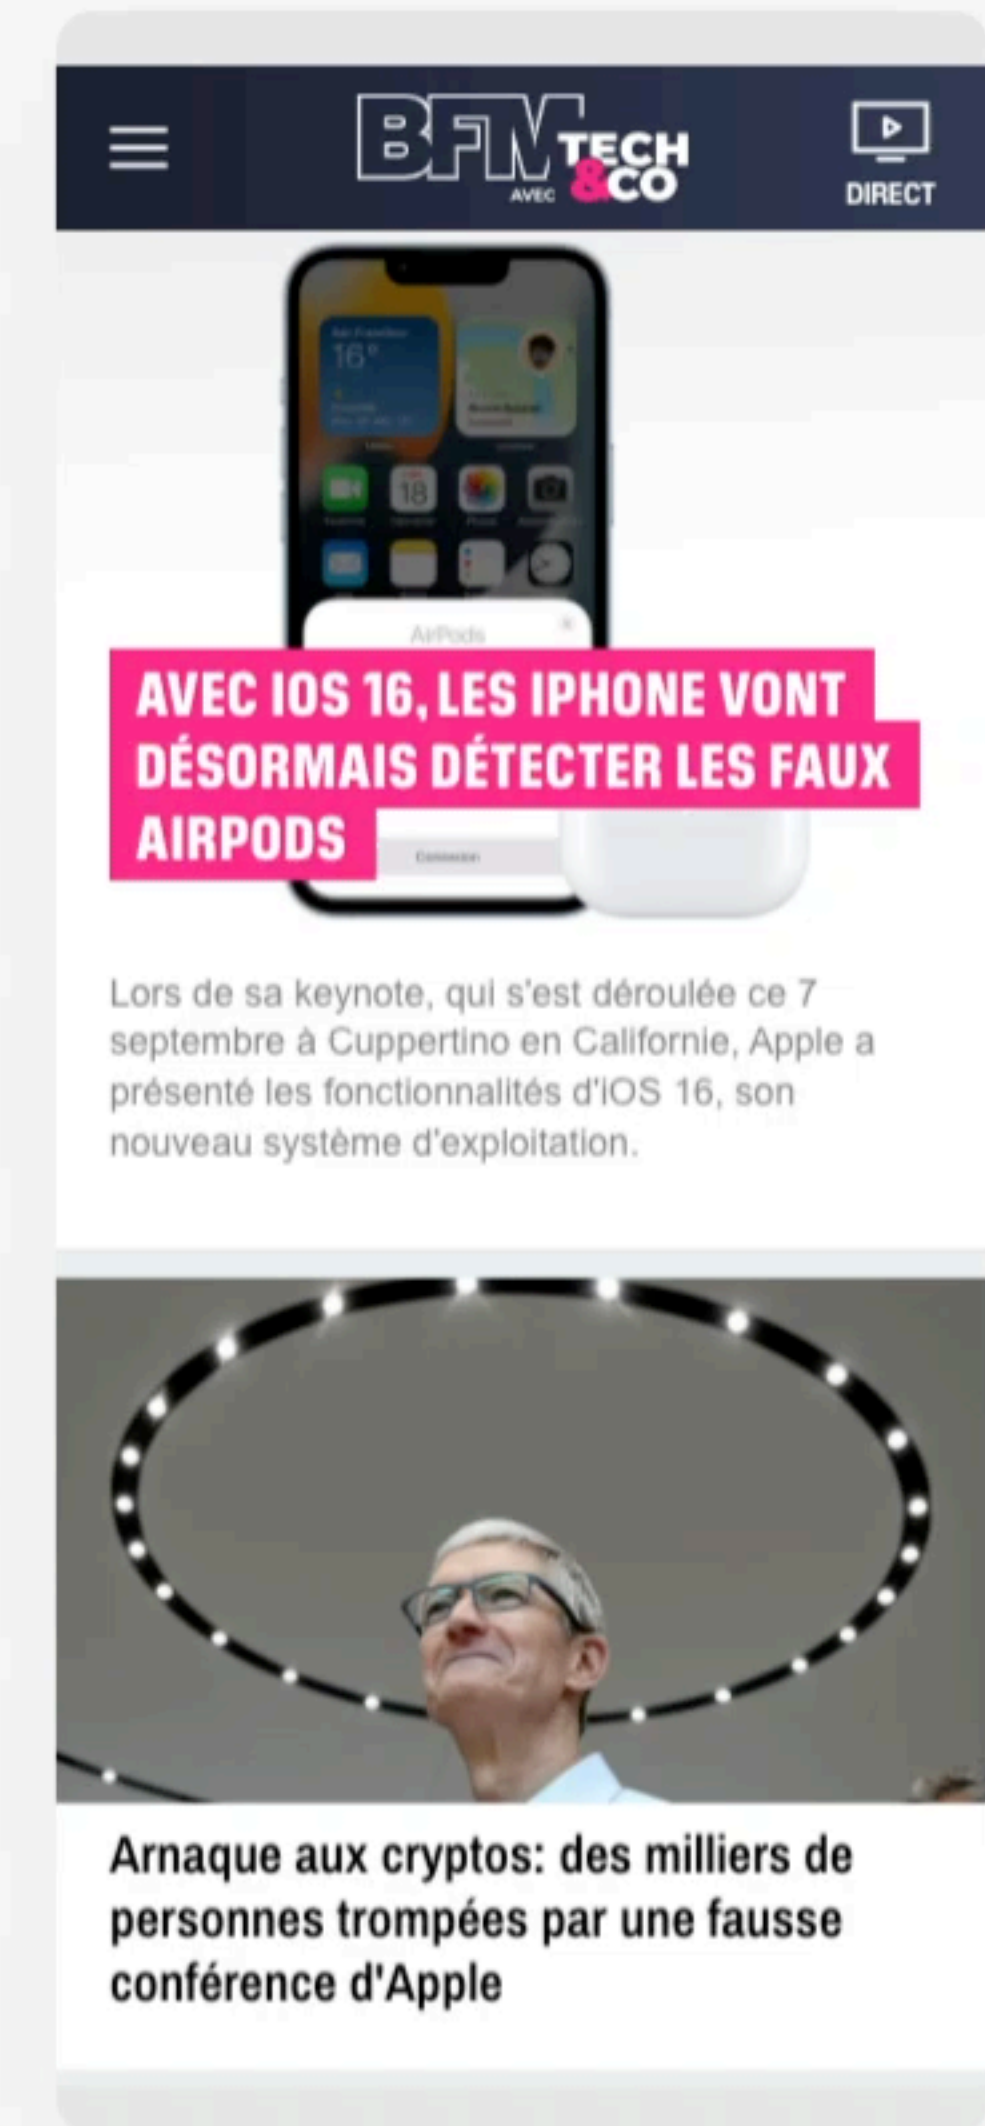 BFM TECH
AVEC &CO
DIRECT
16°
18
AirPods
AVEC IOS 16, LES IPHONE VONT
DÉSORMAIS DÉTECTER LES FAUX
AIRPODS
Connexion
Lors de sa keynote, qui s'est déroulée ce 7
septembre à Cuppertino en Californie, Apple a
présenté les fonctionnalités d'iOS 16, son
nouveau système d'exploitation.
Arnaque aux cryptos: des milliers de
personnes trompées par une fausse
conférence d'Apple